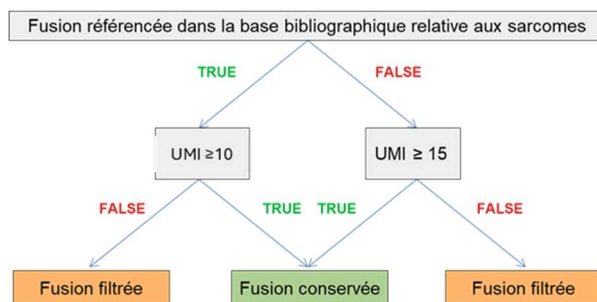 Fusion référencée dans la base bibliographique relative aux sarcomes
TRUE FALSE
UMI ≥10 UMI ≥ 15
FALSE TRUE TRUE FALSE
Fusion filtrée Fusion conservée Fusion filtrée